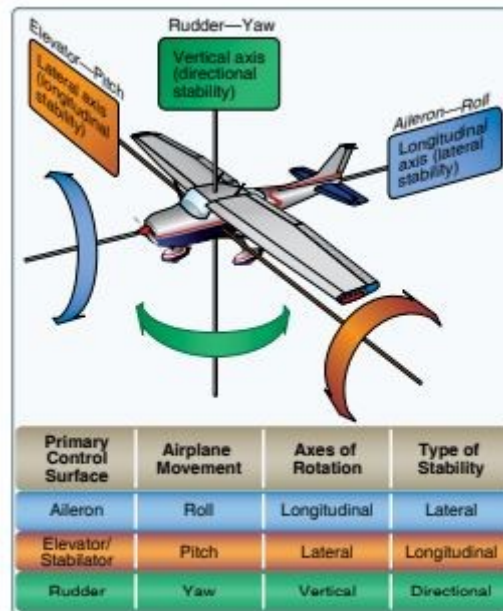 Rudder—Yaw
Vertical axis
(directional
stability)
Elevator—Pitch
Lateral axis
(longitudinal
stability)
Aileron—Roll
Longitudinal
axis (lateral
stability)
Primary
Control
Surface
Airplane
Movement
Axes of
Rotation
Type of
Stability
Aileron
Roll
Longitudinal
Lateral
Elevator/
Stabilator
Pitch
Lateral
Longitudinal
Rudder
Yaw
Vertical
Directional